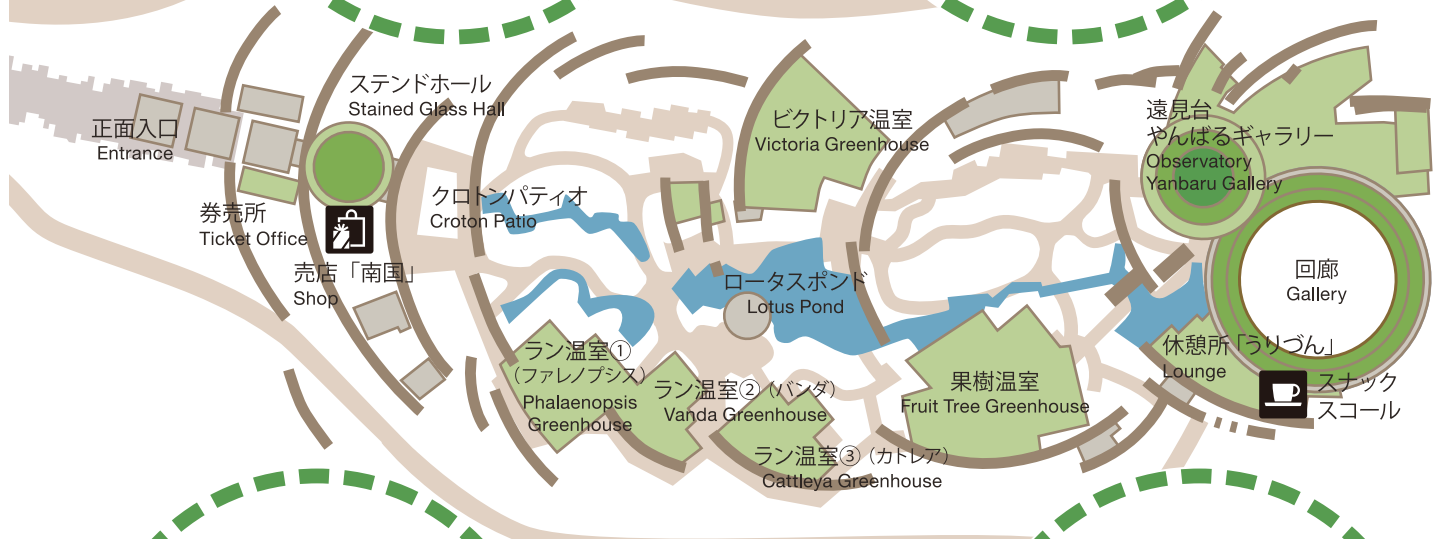 ステンドホール
Stained Glass Hall
正面入口
Entrance
券売所
Ticket Office
売店「南国」
Shop
クロトンパティオ
Croton Patio
ビクトリア温室
Victoria Greenhouse
遠見台
やんばるギャラリー
Observatory
Yanbaru Gallery
ロータスポンド
Lotus Pond
回廊
Gallery
ラン温室①
（ファレノプシス）
Phalaenopsis
Greenhouse
ラン温室②（バンダ）
Vanda Greenhouse
ラン温室③（カトレア）
Cattleya Greenhouse
果樹温室
Fruit Tree Greenhouse
休憩所「うりづん」
Lounge
スナック
スコール